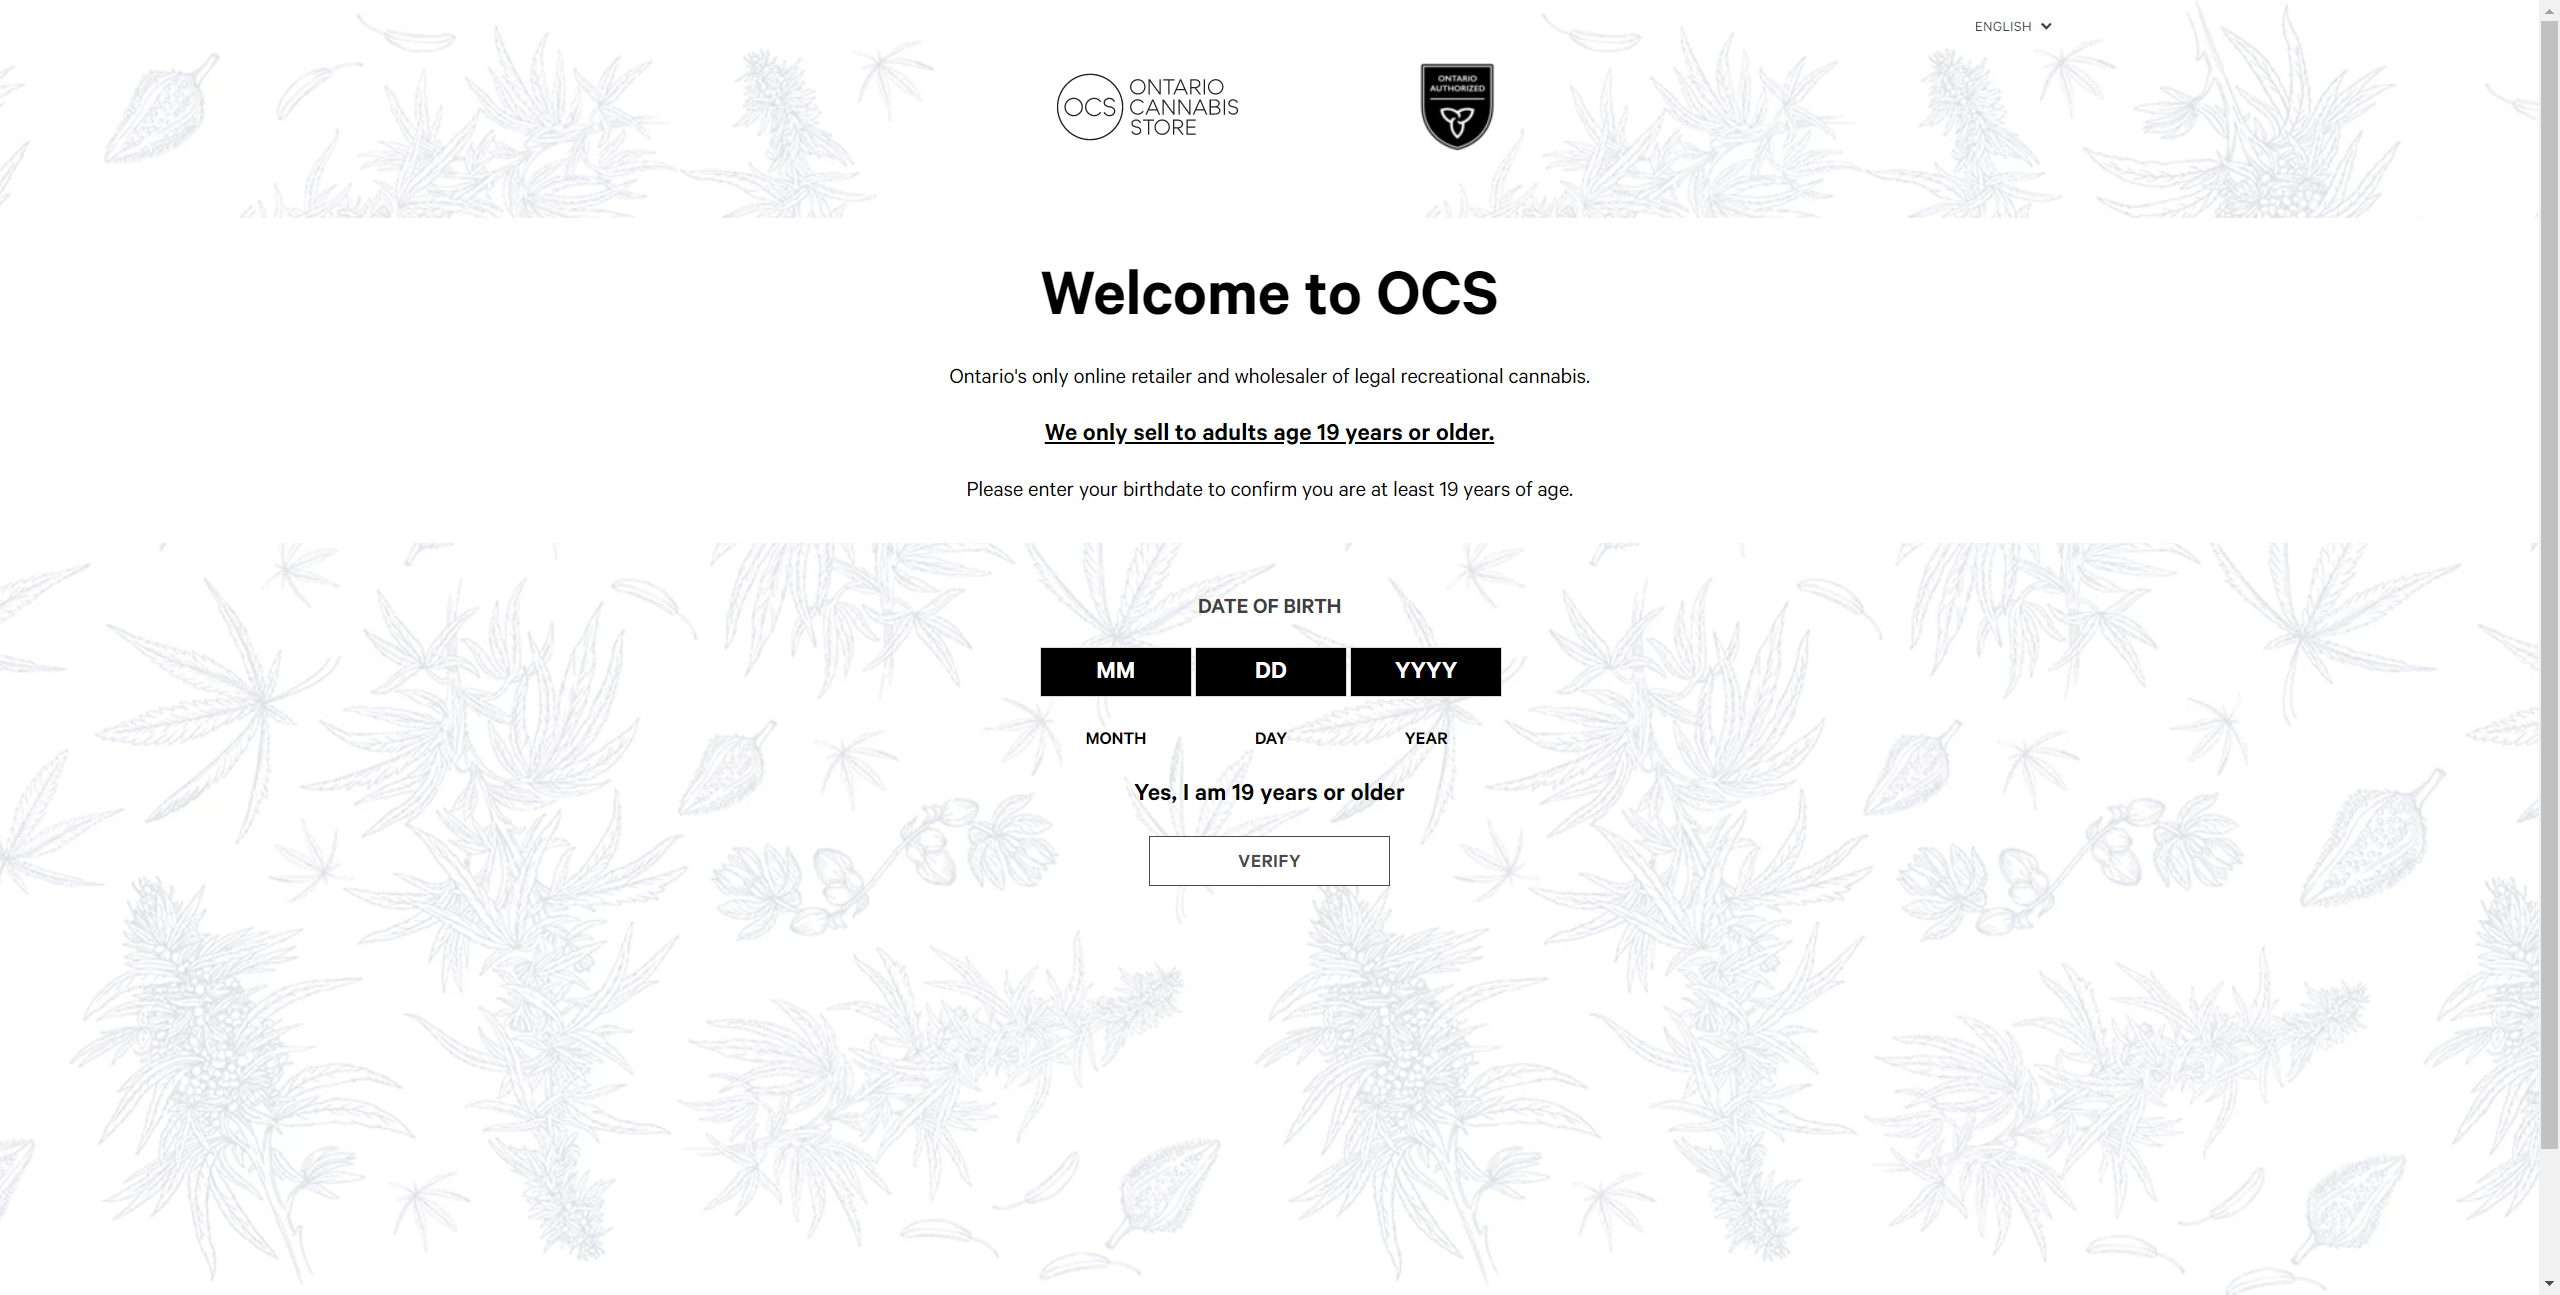 ENGLISH
OCS
ONTARIO
CANNABIS
STORE
ONTARIO
AUTHORIZED
Welcome to OCS
Ontario's only online retailer and wholesaler of legal recreational cannabis.
We only sell to adults age 19 years or older.
Please enter your birthdate to confirm you are at least 19 years of age.
DATE OF BIRTH
MM DD YYYY
MONTH DAY YEAR
Yes, I am 19 years or older
VERIFY